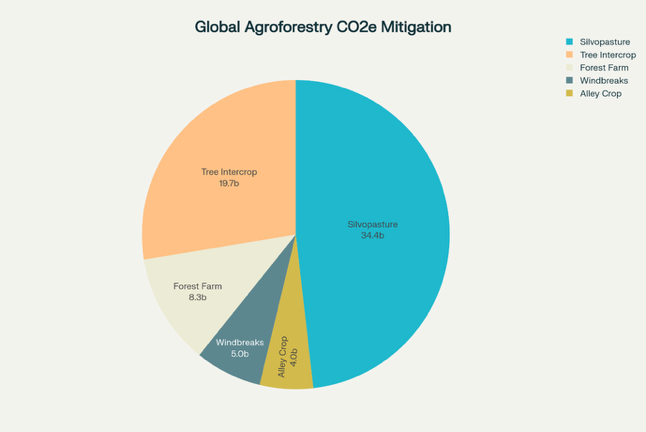 Global Agroforestry CO2e Mitigation
Silvopasture
Tree Intercrop
Forest Farm
Windbreaks
Alley Crop
Tree Intercrop
19.7b
Silvopasture
34.4b
Forest Farm
8.3b
Windbreaks
5.0b
Alley Crop
4.0b